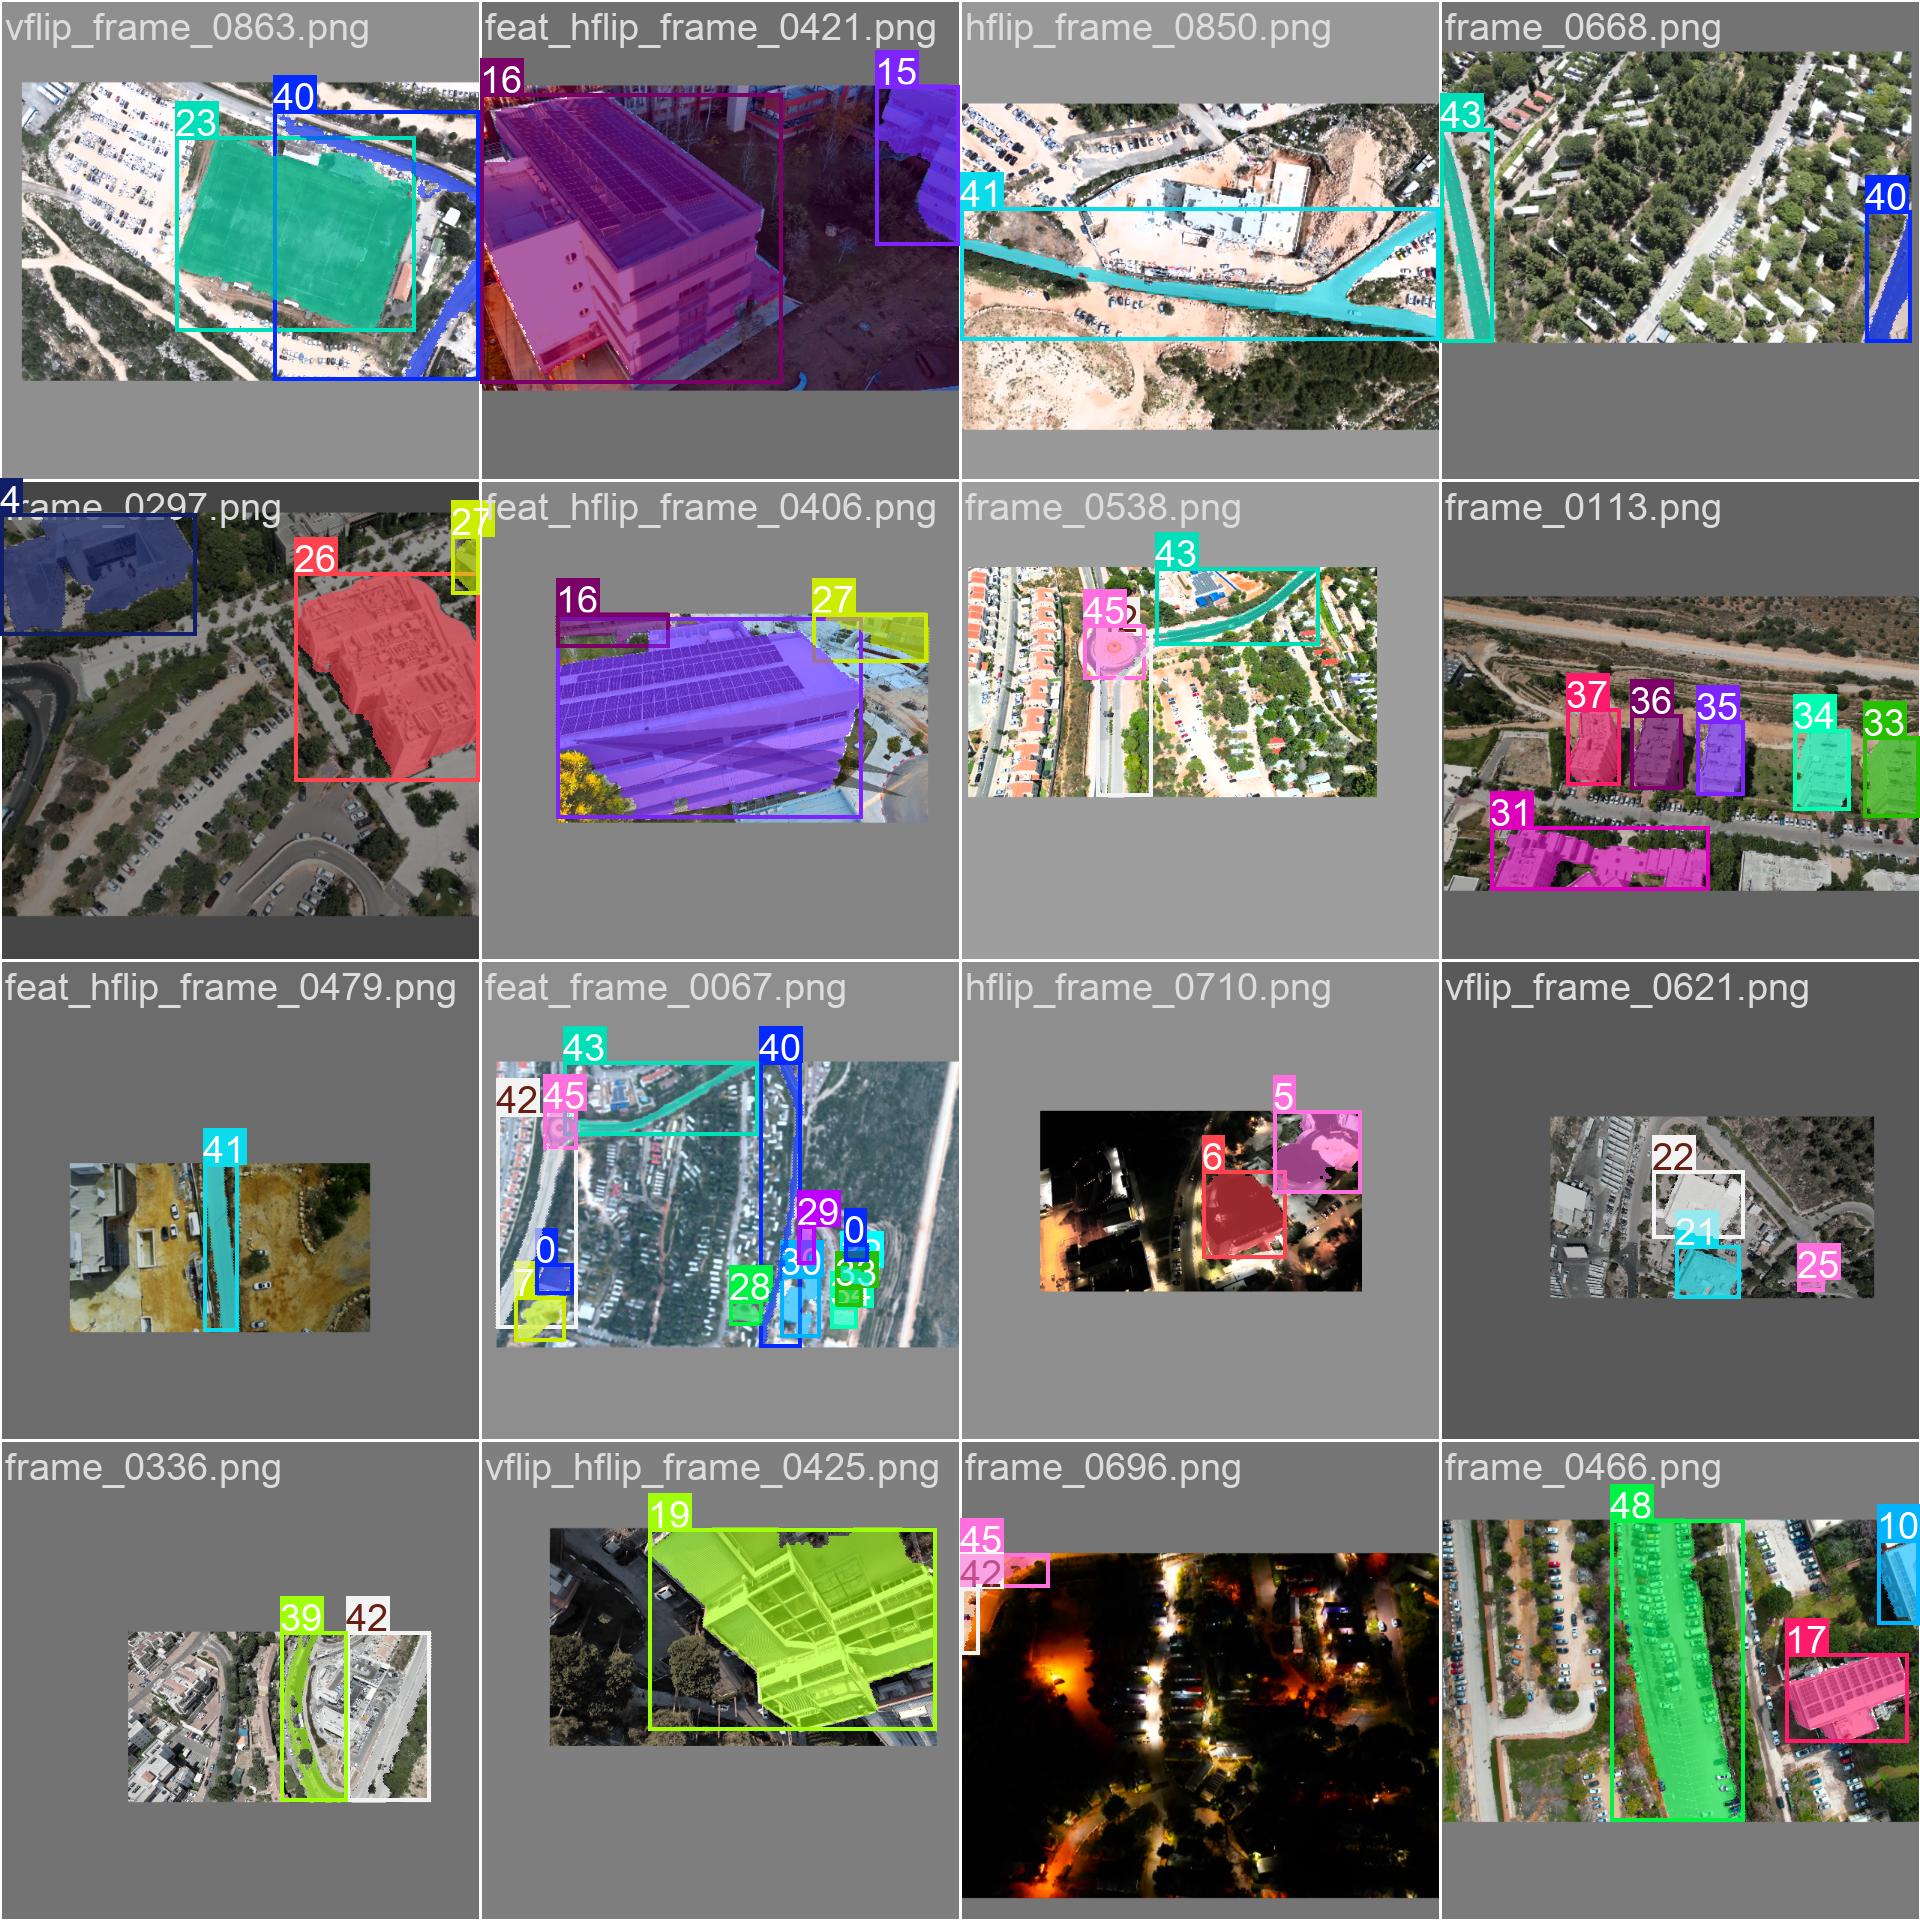 vflip_frame_0863.png
23
40
feat_hflip_frame_0421.png
16
15
hflip_frame_0850.png
41
frame_0668.png
43
40
frame_0297.png
4
26
27
feat_hflip_frame_0406.png
16
27
frame_0538.png
43
45
frame_0113.png
37
36
35
34
33
31
feat_hflip_frame_0479.png
41
feat_frame_0067.png
43
40
42
45
29
0
0
7
28
30
33
hflip_frame_0710.png
5
6
vflip_frame_0621.png
22
21
25
frame_0336.png
39
42
vflip_hflip_frame_0425.png
19
frame_0696.png
45
42
frame_0466.png
48
10
17